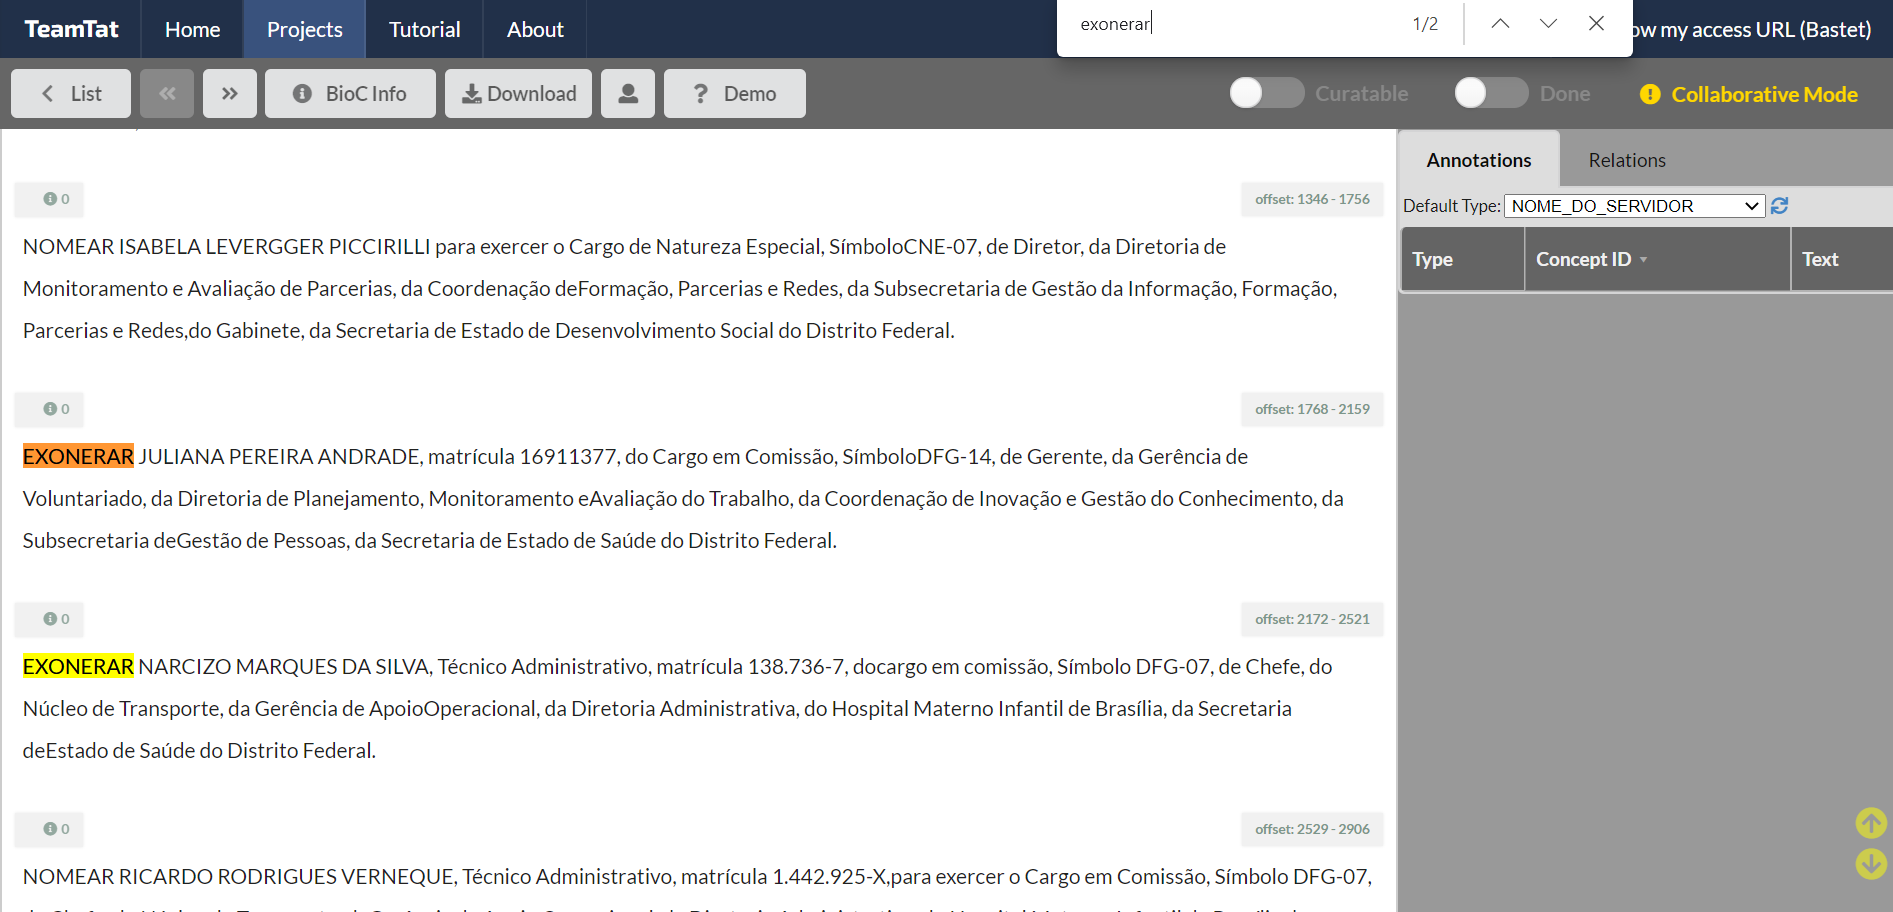 TeamTat Home Projects Tutorial About exonerar 1/2 ow my access URL (Bastet)
List BioC Info Download Demo Curatable Done Collaborative Mode
Annotations Relations
Default Type: NOME_DO_SERVIDOR
Type Concept ID Text
0 offset: 1346 - 1756
NOMEAR ISABELA LEVERGGER PICCIRILLI para exercer o Cargo de Natureza Especial, SímboloCNE-07, de Diretor, da Diretoria de
Monitoramento e Avaliação de Parcerias, da Coordenação deFormação, Parcerias e Redes, da Subsecretaria de Gestão da Informação, Formação,
Parcerias e Redes,do Gabinete, da Secretaria de Estado de Desenvolvimento Social do Distrito Federal.
0 offset: 1768 - 2159
EXONERAR JULIANA PEREIRA ANDRADE, matrícula 16911377, do Cargo em Comissão, SímboloDFG-14, de Gerente, da Gerência de
Voluntariado, da Diretoria de Planejamento, Monitoramento eAvaliação do Trabalho, da Coordenação de Inovação e Gestão do Conhecimento, da
Subsecretaria deGestão de Pessoas, da Secretaria de Estado de Saúde do Distrito Federal.
0 offset: 2172 - 2521
EXONERAR NARCIZO MARQUES DA SILVA, Técnico Administrativo, matrícula 138.736-7, docargo em comissão, Símbolo DFG-07, de Chefe, do
Núcleo de Transporte, da Gerência de ApoioOperacional, da Diretoria Administrativa, do Hospital Materno Infantil de Brasília, da Secretaria
deEstado de Saúde do Distrito Federal.
0 offset: 2529 - 2906
NOMEAR RICARDO RODRIGUES VERNEQUE, Técnico Administrativo, matrícula 1.442.925-X,para exercer o Cargo em Comissão, Símbolo DFG-07,